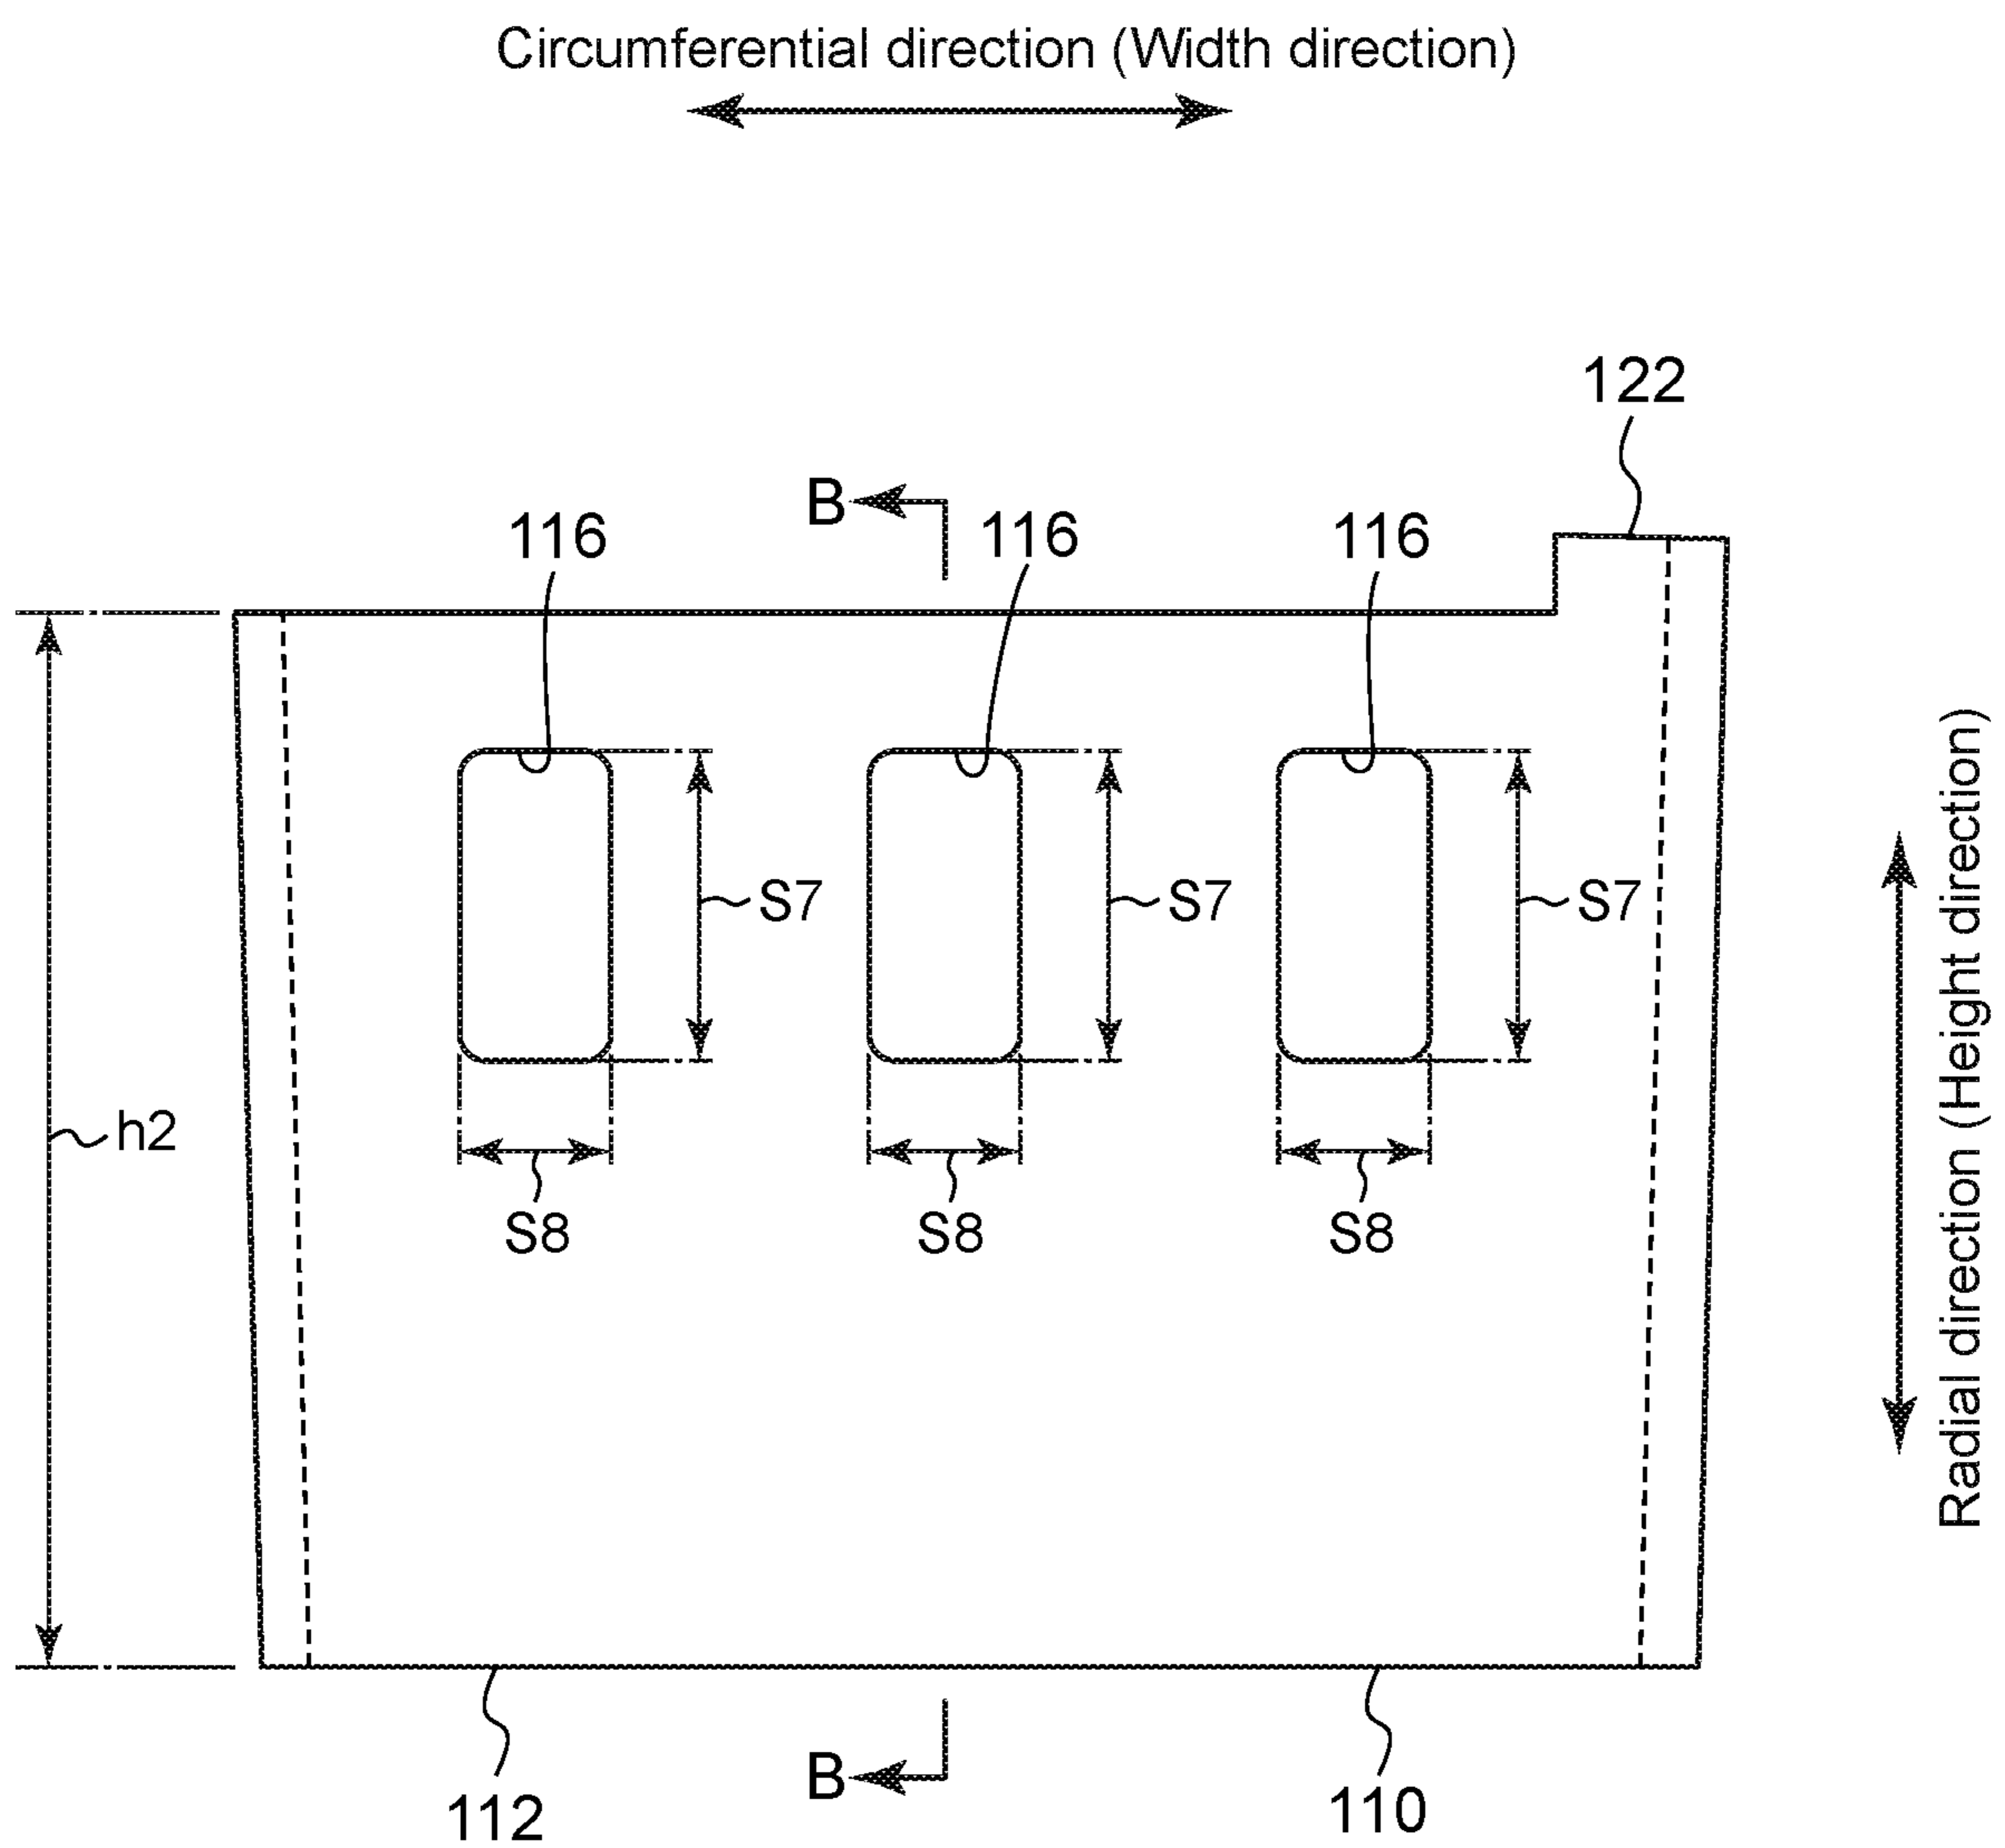 Circumferential direction (Width direction)
122
B
116
116
116
S7
S7
S7
Radial direction (Height direction)
h2
S8
S8
S8
B
112
110